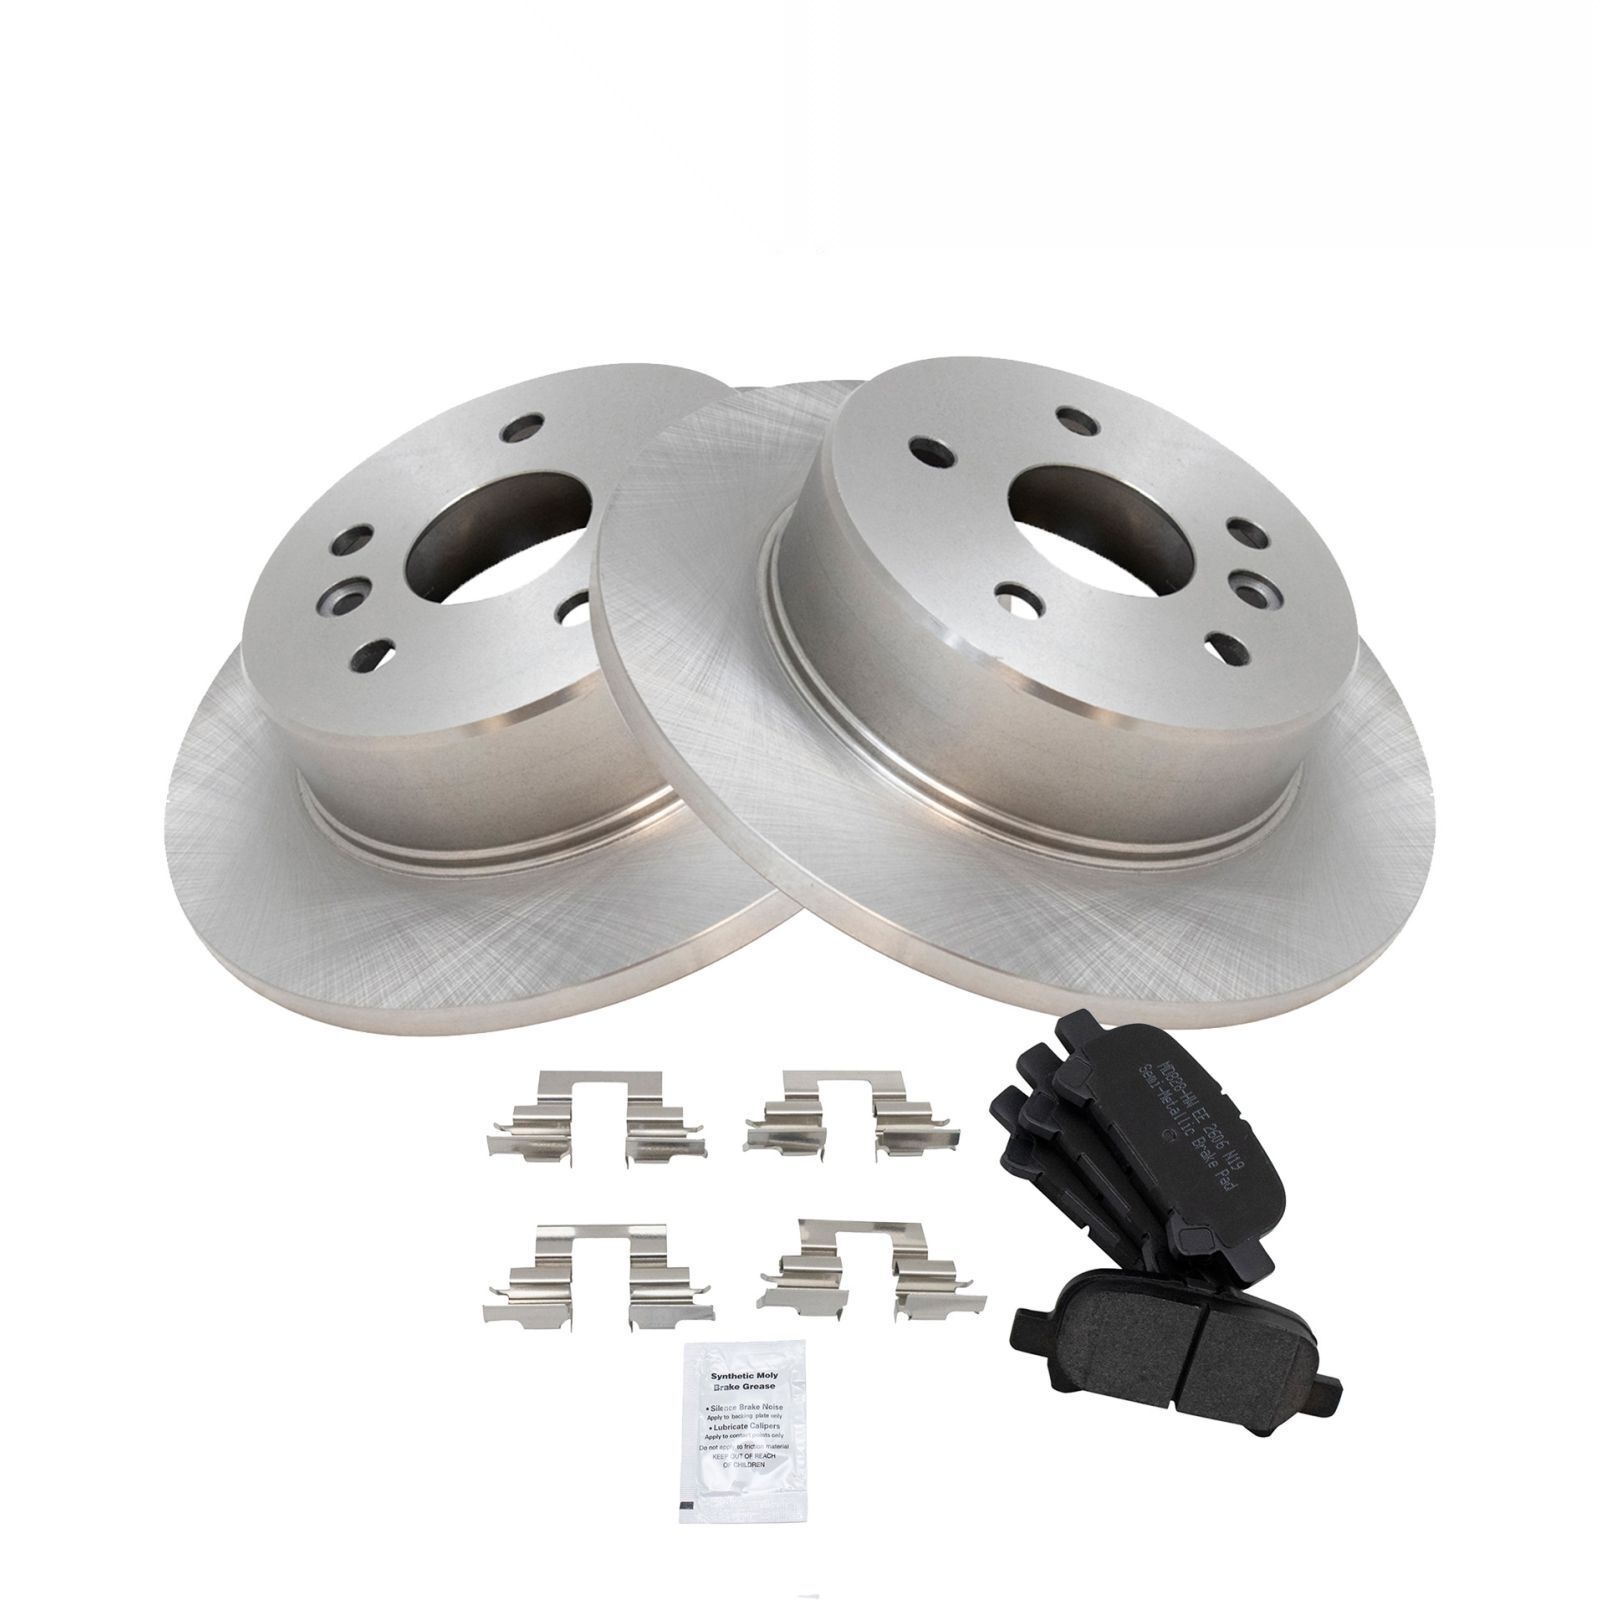 MD828-HW EE 2606 N19
Semi-Metallic Brake Pad
Synthetic Moly
Brake Grease
• Silence Brake Noise
Apply to backing plate only
• Lubricate Calipers
Apply to contact points only
Do not apply to friction material
KEEP OUT OF REACH
OF CHILDREN